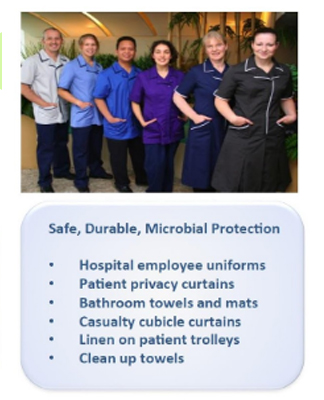 Safe, Durable, Microbial Protection
• Hospital employee uniforms
• Patient privacy curtains
• Bathroom towels and mats
• Casualty cubicle curtains
• Linen on patient trolleys
• Clean up towels